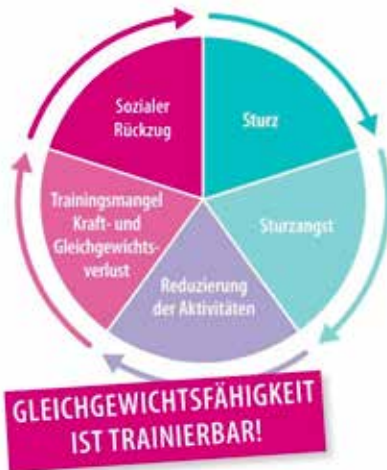 Sozialer
Rückzug
Sturz
Sturzangst
Reduzierung
der Aktivitäten
Trainingsmangel
Kraft- und
Gleichgewichts-
verlust
GLEICHGEWICHTSFÄHIGKEIT
IST TRAINIERBAR!